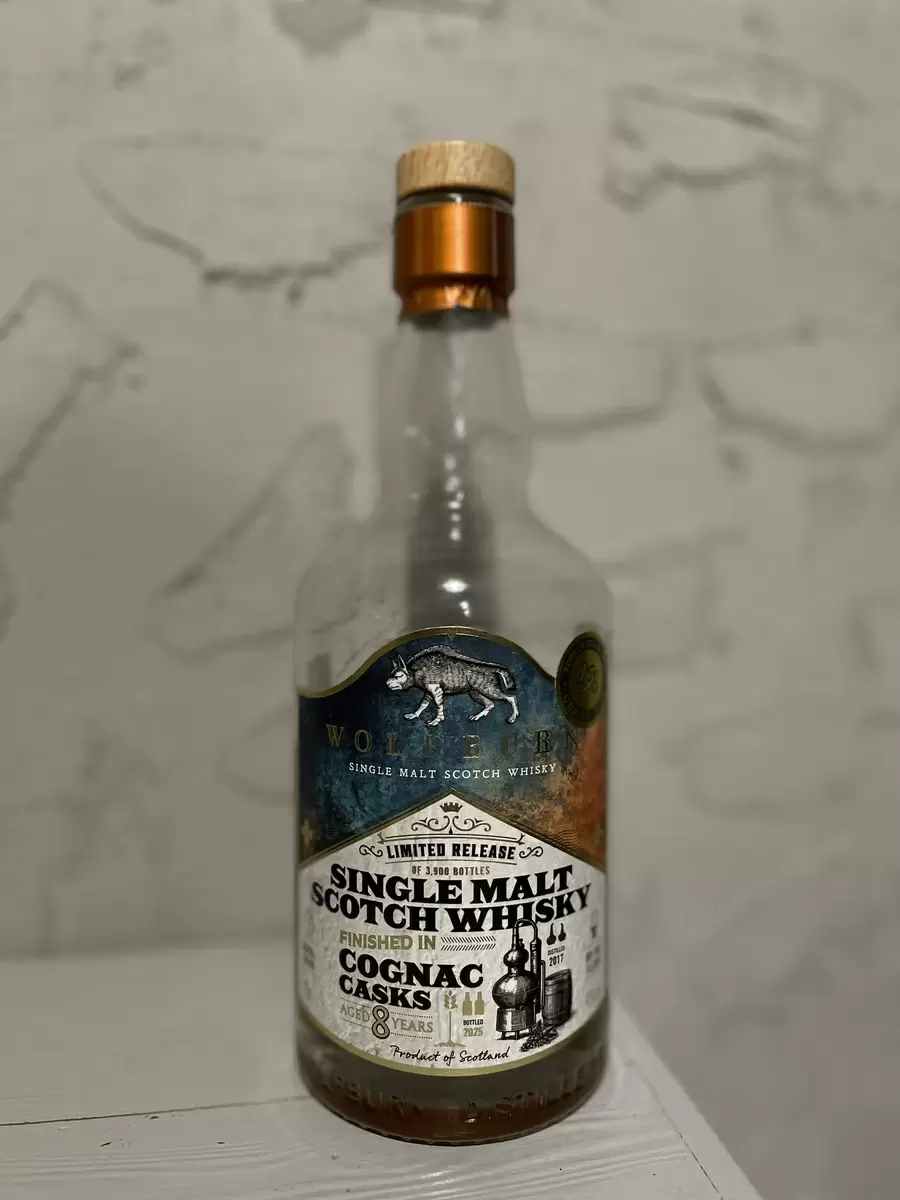 WOLFBURN
SINGLE MALT SCOTCH WHISKY
LIMITED RELEASE
OF 3,900 BOTTLES
SINGLE MALT
SCOTCH WHISKY
FINISHED IN
COGNAC
CASKS
AGED 8 YEARS
DISTILLED
2017
BOTTLED
2025
Product of Scotland